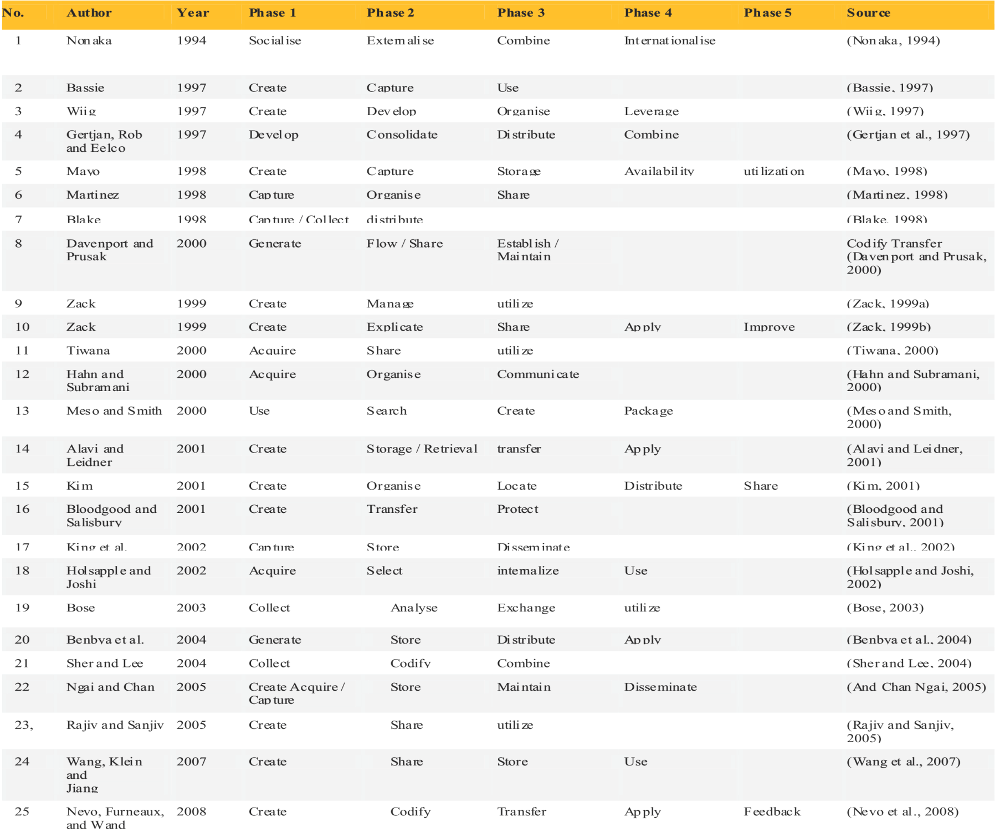 No. Author Year Phase 1 Phase 2 Phase 3 Phase 4 Phase 5 Source
1 Nonaka 1994 Socialise Externalise Combine Internationalise (Nonaka, 1994)
2 Bassie 1997 Create Capture Use (Bassie, 1997)
3 Wiig 1997 Create Develop Organise Leverage (Wiig, 1997)
4 Gertjan, Rob 1997 Develop Consolidate Distribute Combine (Gertjan et al., 1997)
and Eelco
5 Mayo 1998 Create Capture Storage Availability utilization (Mayo, 1998)
6 Martinez 1998 Capture Organise Share (Martinez, 1998)
7 Blake 1998 Capture / Collect distribute (Blake, 1998)
8 Davenport and 2000 Generate Flow / Share Establish / Codify Transfer
Prusak Maintain (Davenport and Prusak,
2000)
9 Zack 1999 Create Manage utilize (Zack, 1999a)
10 Zack 1999 Create Explicate Share Apply Improve (Zack, 1999b)
11 Tiwana 2000 Acquire Share utilize (Tiwana, 2000)
12 Hahn and 2000 Acquire Organise Communicate (Hahn and Subramani,
Subramani 2000)
13 Meso and Smith 2000 Use Search Create Package (Meso and Smith,
2000)
14 Alavi and 2001 Create Storage / Retrieval transfer Apply (Alavi and Leidner,
Leidner 2001)
15 Kim 2001 Create Organise Locate Distribute Share (Kim, 2001)
16 Bloodgood and 2001 Create Transfer Protect (Bloodgood and
Salisbury Salisbury, 2001)
17 King et al. 2002 Capture Store Disseminate (King et al., 2002)
18 Holsapple and 2002 Acquire Select internalize Use (Holsapple and Joshi,
Joshi 2002)
19 Bose 2003 Collect Analyse Exchange utilize (Bose, 2003)
20 Benbya et al. 2004 Generate Store Distribute Apply (Benbya et al., 2004)
21 Sher and Lee 2004 Collect Codify Combine (Sher and Lee, 2004)
22 Ngai and Chan 2005 Create Acquire / Store Maintain Disseminate (And Chan Ngai, 2005)
Capture
23, Rajiv and Sanjiv 2005 Create Share utilize (Rajiv and Sanjiv,
2005)
24 Wang, Klein 2007 Create Share Store Use (Wang et al., 2007)
and
Jiang
25 Nevo, Furneaux, 2008 Create Codify Transfer Apply Feedback (Nevo et al., 2008)
and Wand